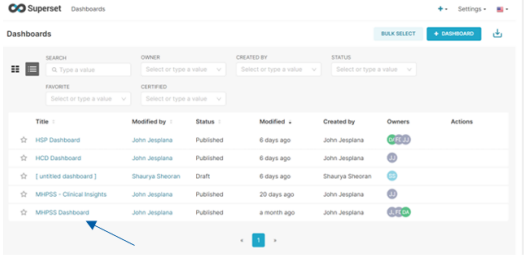 Superset Dashboards
Settings
Dashboards
BULK SELECT
+ DASHBOARD
SEARCH OWNER CREATED BY STATUS
Type a value Select or type a value Select or type a value Select or type a value
FAVORITE CERTIFIED
Select or type a value Select or type a value
Title Modified by Status Modified Created by Owners Actions
HSP Dashboard John Jesplana Published 6 days ago John Jesplana
HCD Dashboard John Jesplana Published 6 days ago John Jesplana JJ
[ untitled dashboard ] Shaurya Sheoran Draft 6 days ago Shaurya Sheoran SS
MHPSS - Clinical Insights John Jesplana Published 20 days ago John Jesplana JJ
MHPSS Dashboard John Jesplana Published a month ago John Jesplana
« 1 »